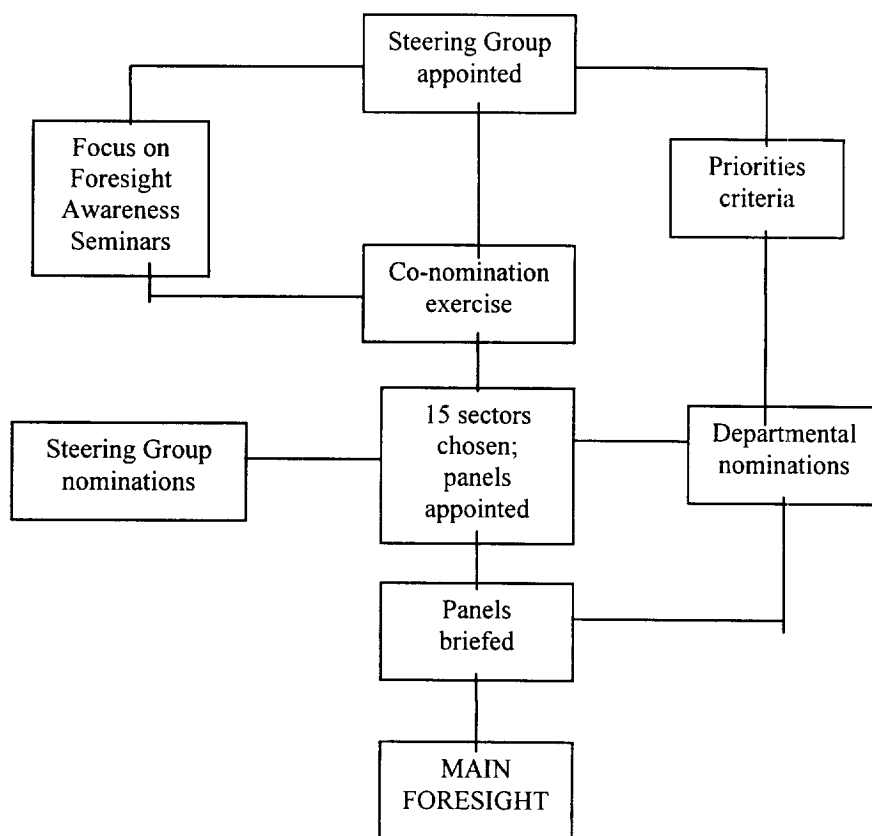 Steering Group
appointed
Focus on
Foresight
Awareness
Seminars
Priorities
criteria
Co-nomination
exercise
Steering Group
nominations
15 sectors
chosen;
panels
appointed
Departmental
nominations
Panels
briefed
MAIN
FORESIGHT